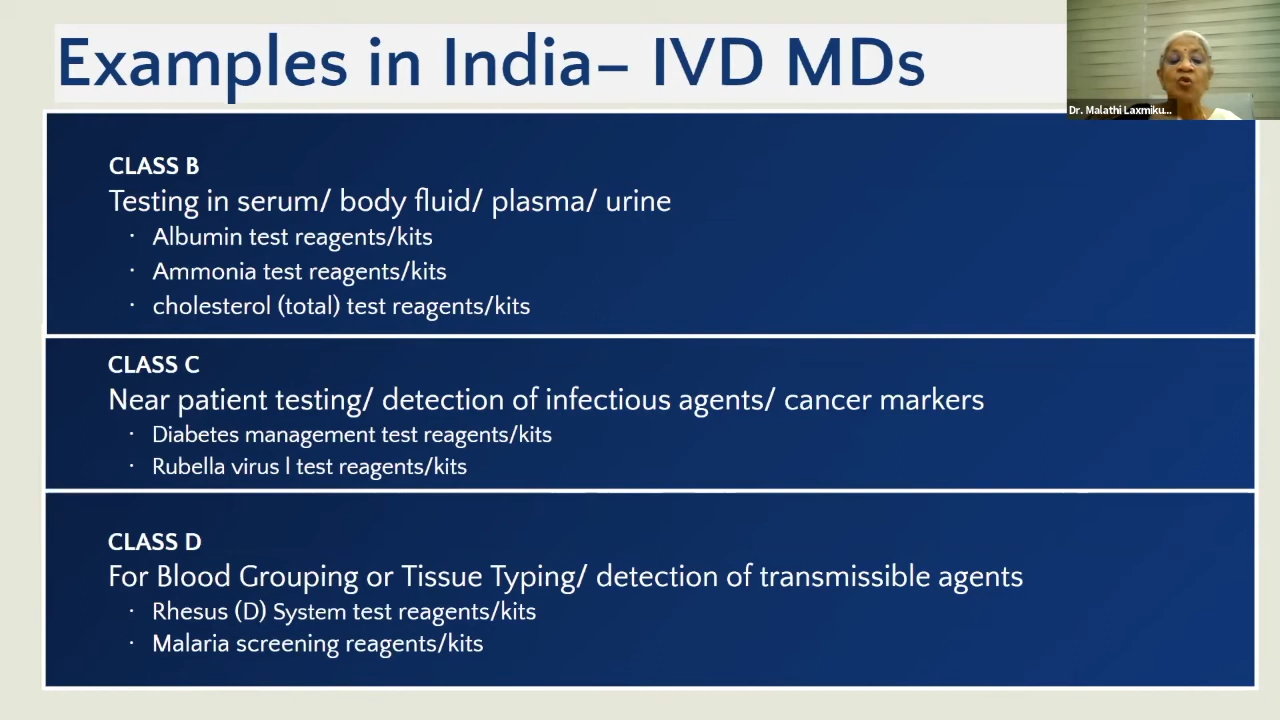 Examples in India– IVD MDs
Dr. Malathi Laxmiku...
CLASS B
Testing in serum/ body fluid/ plasma/ urine
· Albumin test reagents/kits
· Ammonia test reagents/kits
· cholesterol (total) test reagents/kits
CLASS C
Near patient testing/ detection of infectious agents/ cancer markers
· Diabetes management test reagents/kits
· Rubella virus l test reagents/kits
CLASS D
For Blood Grouping or Tissue Typing/ detection of transmissible agents
· Rhesus (D) System test reagents/kits
· Malaria screening reagents/kits